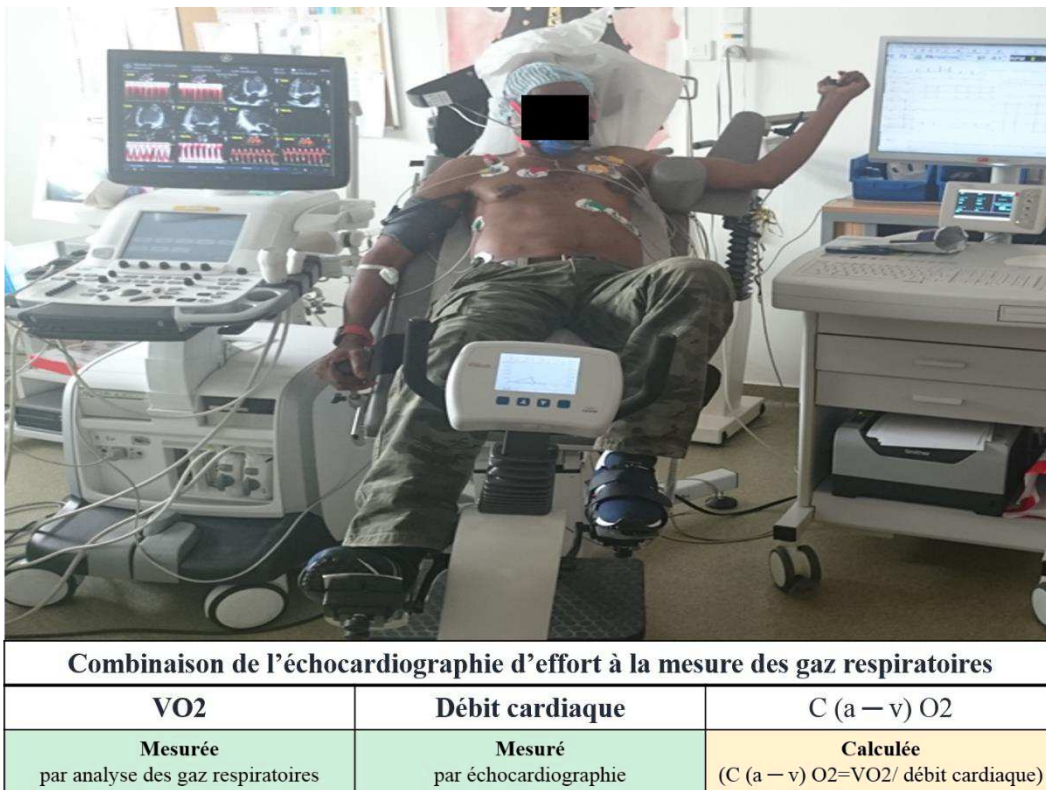 brother
Combinaison de l'échocardiographie d'effort à la mesure des gaz respiratoires
VO2 Débit cardiaque C (a — v) O2
Mesurée Mesuré Calculée
par analyse des gaz respiratoires par échocardiographie (C (a — v) O2=VO2/ débit cardiaque)